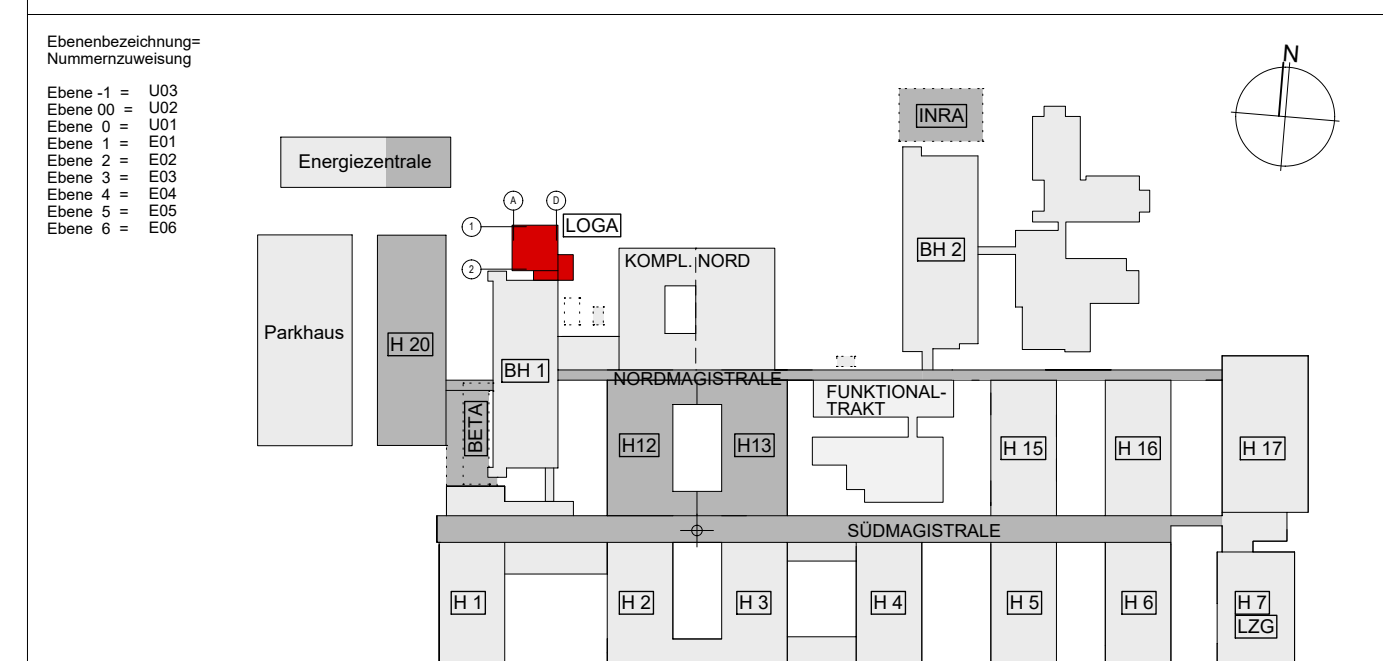 Ebenenbezeichnung=
Nummernzuweisung
Ebene -1 = U03
Ebene 00 = U02
Ebene 0 = U01
Ebene 1 = E01
Ebene 2 = E02
Ebene 3 = E03
Ebene 4 = E04
Ebene 5 = E05
Ebene 6 = E06
N
INRA
Energiezentrale
A
D
1
LOGA
2
KOMPL. NORD
BH 2
Parkhaus
H 20
BH 1
NORDMAGISTRALE
FUNKTIONAL-
TRAKT
BETA
H12
H13
H 15
H 16
H 17
SÜDMAGISTRALE
H 1
H 2
H 3
H 4
H 5
H 6
H 7
LZG